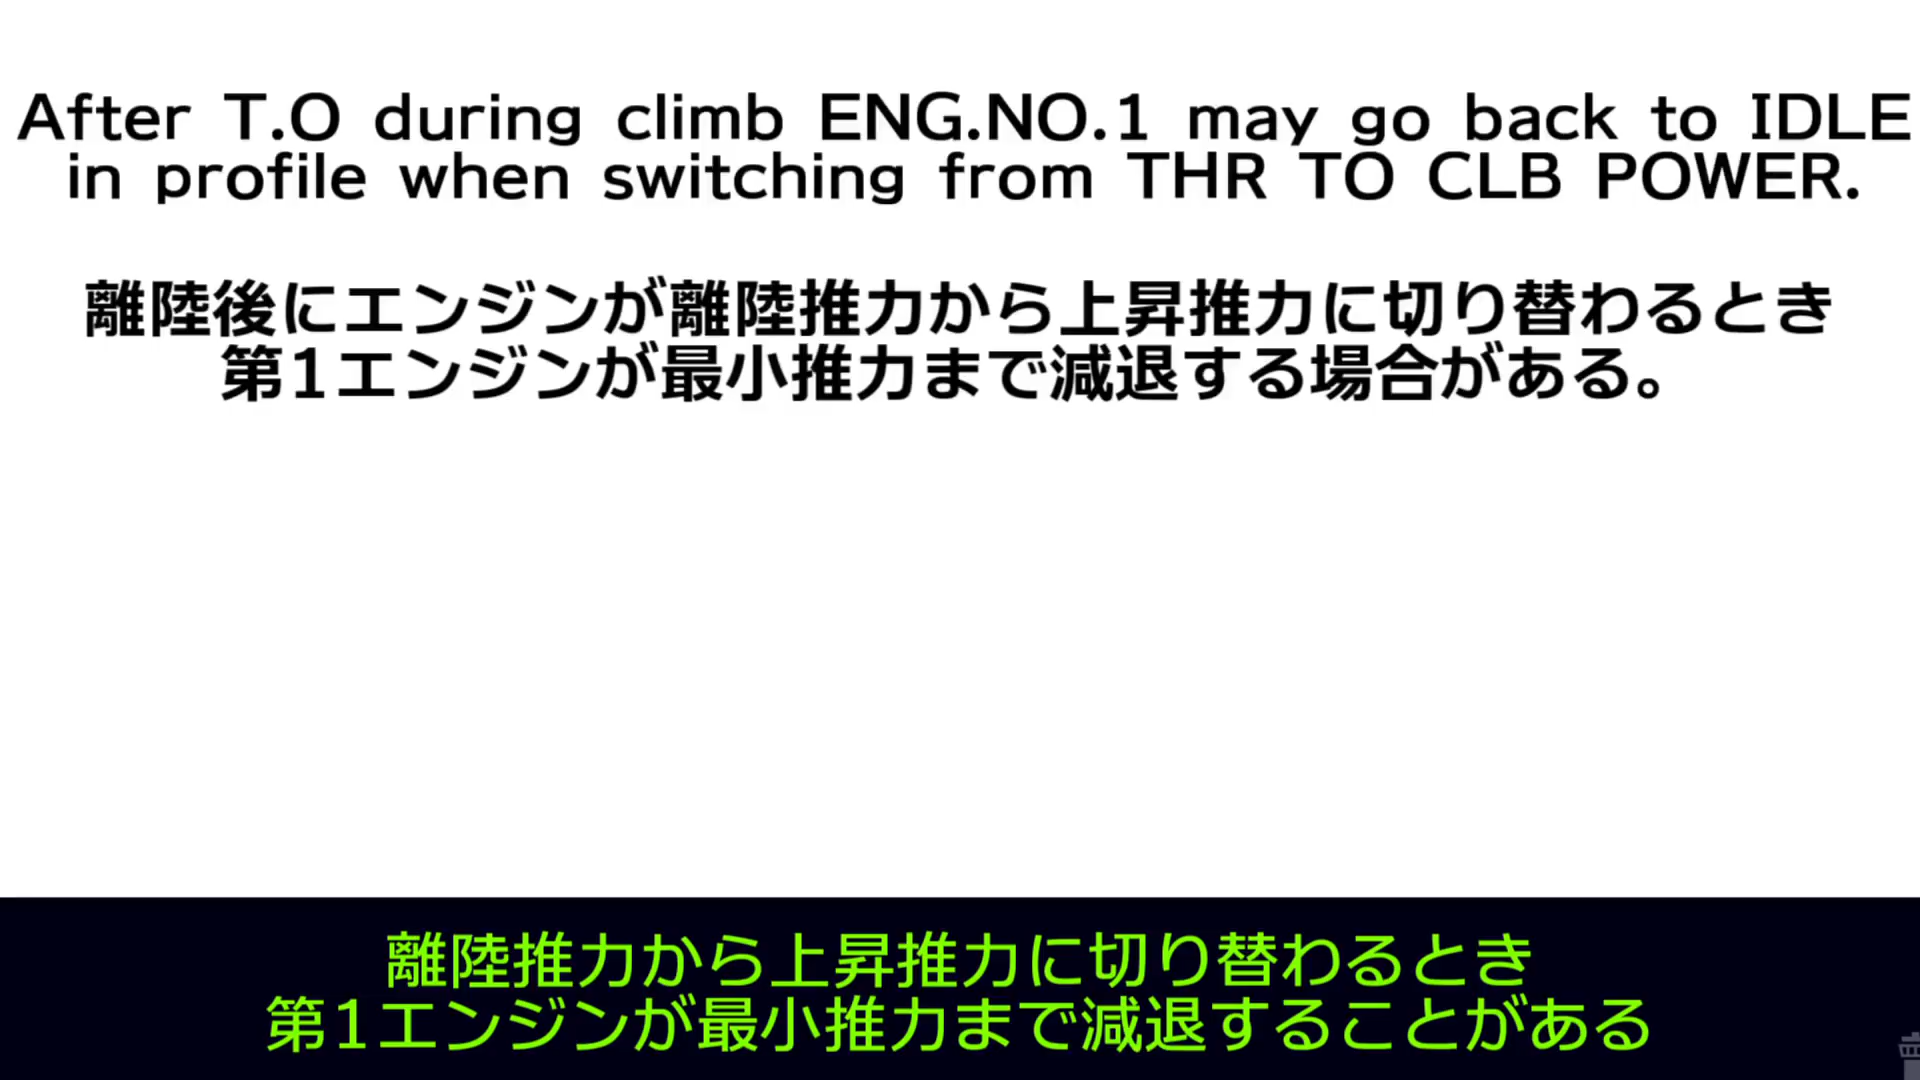 After T.O during climb ENG.NO.1 may go back to IDLE
in profile when switching from THR TO CLB POWER.
離陸後にエンジンが離陸推力から上昇推力に切り替わるとき
第1エンジンが最小推力まで減退する場合がある。
離陸推力から上昇推力に切り替わるとき
第１エンジンが最小推力まで減退することがある